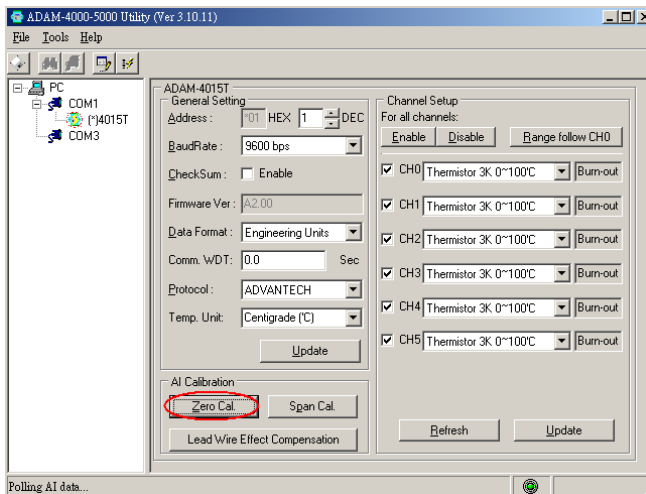 ADAM-4000-5000 Utility (Ver 3.10.11)
File Tools Help
PC
COM1
(*)4015T
COM3
ADAM-4015T
General Setting
Address : *01 HEX 1 DEC
BaudRate : 9600 bps
CheckSum : Enable
Firmware Ver : A2.00
Data Format : Engineering Units
Comm. WDT: 0.0 Sec
Protocol : ADVANTECH
Temp. Unit: Centigrade ('C)
Update
AI Calibration
Zero Cal. Span Cal.
Lead Wire Effect Compensation
Channel Setup
For all channels:
Enable Disable Range follow CH0
CH0 Thermistor 3K 0~100'C Burn-out
CH1 Thermistor 3K 0~100'C Burn-out
CH2 Thermistor 3K 0~100'C Burn-out
CH3 Thermistor 3K 0~100'C Burn-out
CH4 Thermistor 3K 0~100'C Burn-out
CH5 Thermistor 3K 0~100'C Burn-out
Refresh Update
Polling AI data...